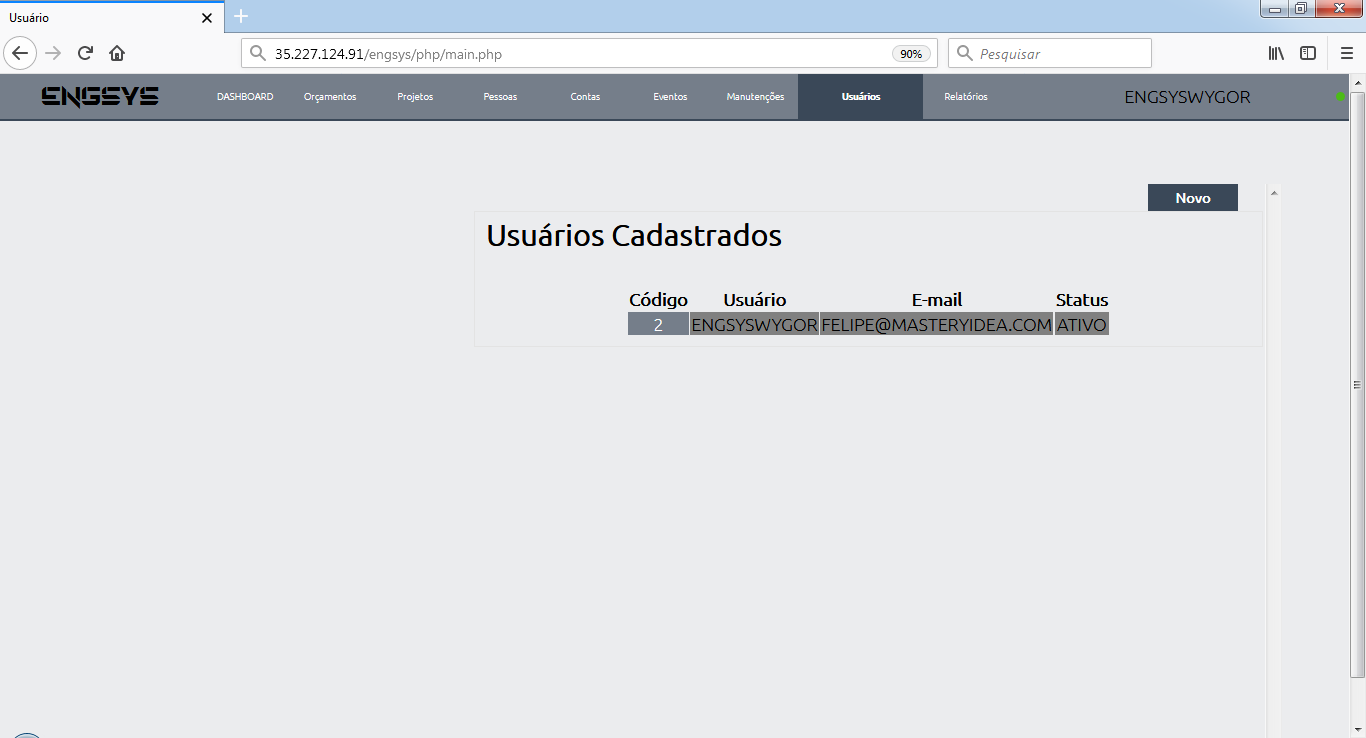 Usuário
35.227.124.91/engsys/php/main.php
90%
Pesquisar
ENGSYS
DASHBOARD
Orçamentos
Projetos
Pessoas
Contas
Eventos
Manutenções
Usuários
Relatórios
ENGSYSWYGOR
Novo
Usuários Cadastrados
Código Usuário E-mail Status
2 ENGSYSWYGOR FELIPE@MASTERYIDEA.COM ATIVO